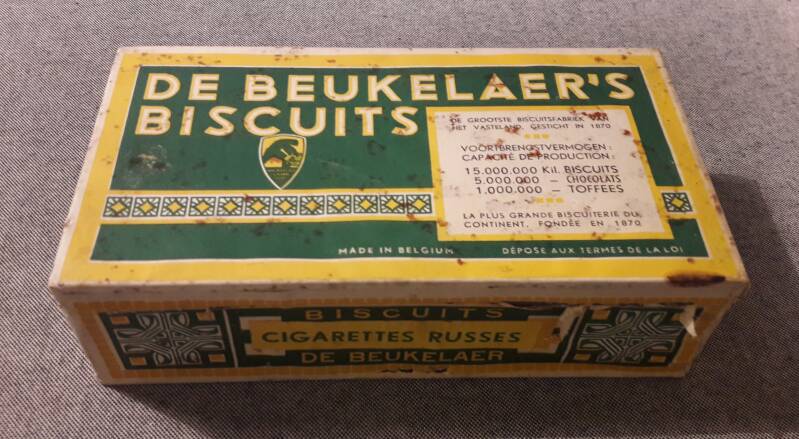 DE BEUKELAER'S
BISCUITS
DE GROOTSTE BISCUITSFABRIEK VAN
HET VASTELAND, GESTICHT IN 1870
VOORTBRENGSTVERMOGEN:
CAPACITÉ DE PRODUCTION:
15.000.000 Kil. BISCUITS
5.000.000 — CHOCOLATS
1.000.000 — TOFFEES
LA PLUS GRANDE BISCUITERIE DU
CONTINENT, FONDÉE EN 1870
MADE IN BELGIUM
DÉPOSÉ AUX TERMES DE LA LOI
BISCUITS
CIGARETTES RUSSES
DE BEUKELAER